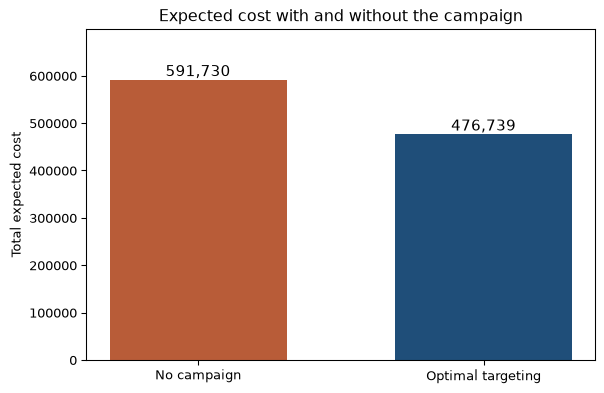 Expected cost with and without the campaign
Total expected cost
600000
500000
400000
300000
200000
100000
0
591,730
476,739
No campaign
Optimal targeting